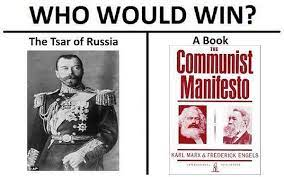 WHO WOULD WIN?
The Tsar of Russia
A Book
THE
Communist
Manifesto
KARL MARX & FREDERICK ENGELS